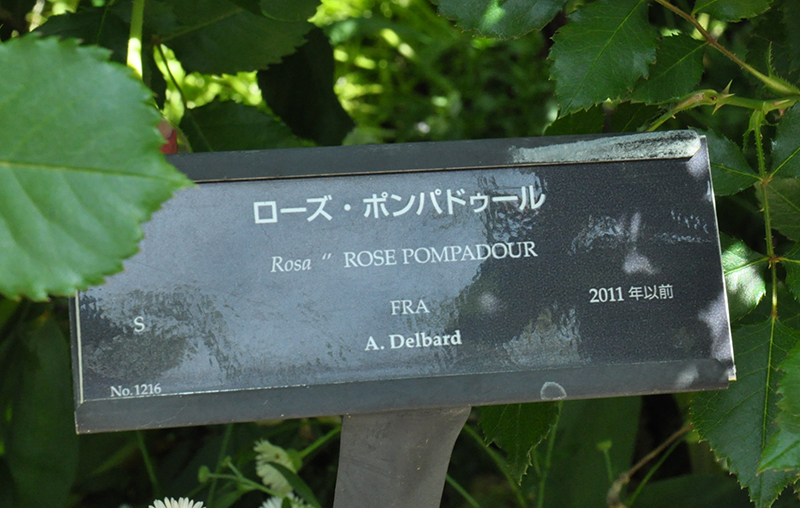 ローズ・ポンパドゥール
Rosa " ROSE POMPADOUR
FRA
2011 年以前
S
A. Delbard
No.1216